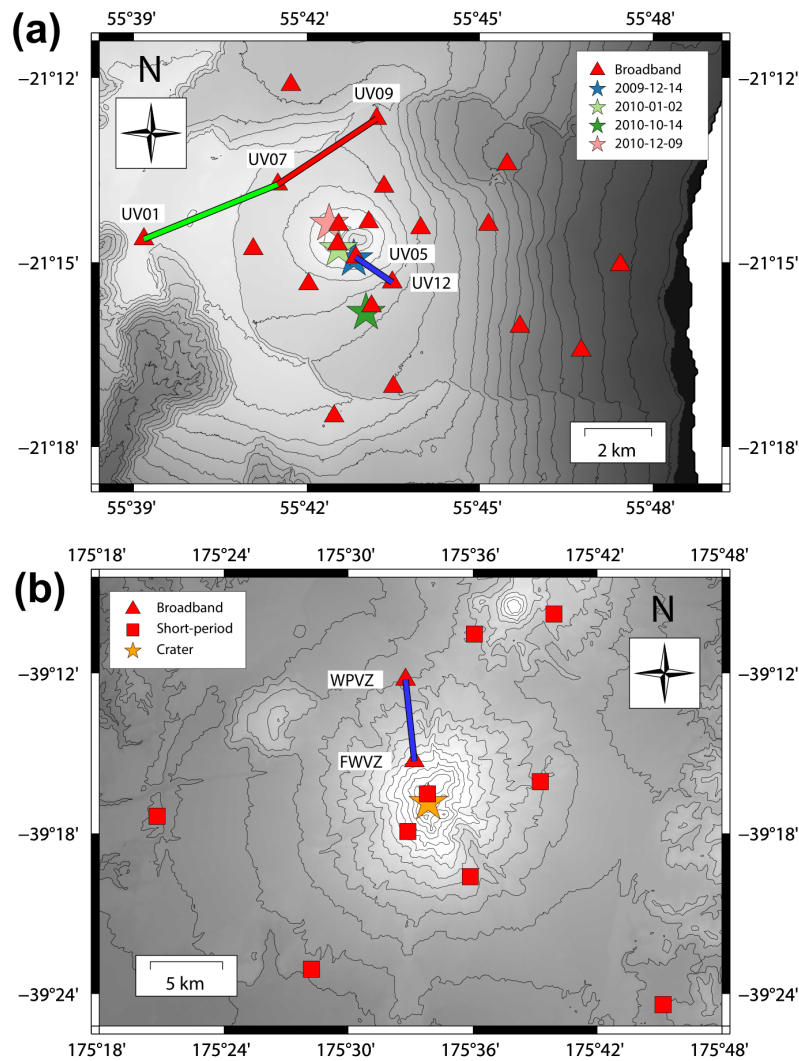 (a)
55°39' 55°42' 55°45' 55°48'
−21°12' −21°12'
N
Broadband
2009-12-14
2010-01-02
2010-10-14
2010-12-09
UV09
UV07
UV01
UV05
−21°15' −21°15'
UV12
2 km
−21°18' −21°18'
55°39' 55°42' 55°45' 55°48'
175°18' 175°24' 175°30' 175°36' 175°42' 175°48'
(b)
Broadband
Short-period
Crater
N
−39°12' −39°12'
WPVZ
FWVZ
−39°18' −39°18'
5 km
−39°24' −39°24'
175°18' 175°24' 175°30' 175°36' 175°42' 175°48'